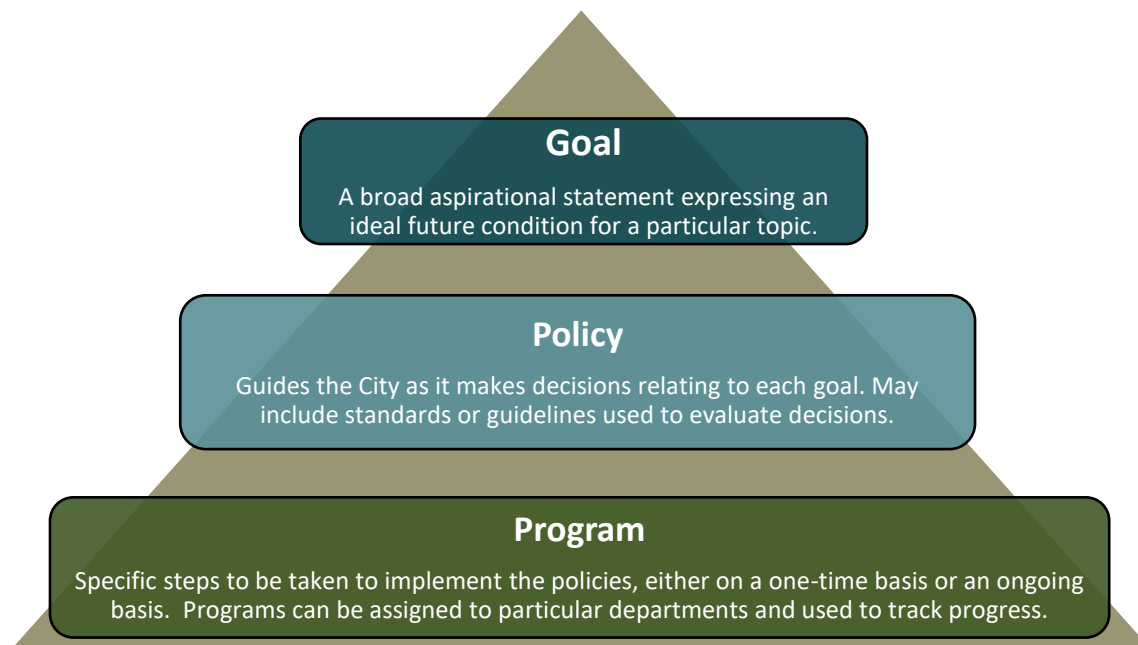 Goal
A broad aspirational statement expressing an
ideal future condition for a particular topic.
Policy
Guides the City as it makes decisions relating to each goal. May
include standards or guidelines used to evaluate decisions.
Program
Specific steps to be taken to implement the policies, either on a one-time basis or an ongoing
basis.  Programs can be assigned to particular departments and used to track progress.